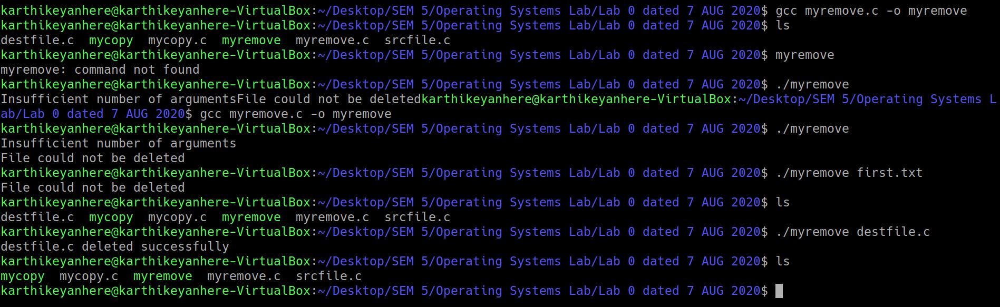 karthikeyanhere@karthikeyanhere-VirtualBox:~/Desktop/SEM 5/Operating Systems Lab/Lab 0 dated 7 AUG 2020$ gcc myremove.c -o myremove
karthikeyanhere@karthikeyanhere-VirtualBox:~/Desktop/SEM 5/Operating Systems Lab/Lab 0 dated 7 AUG 2020$ ls
destfile.c  mycopy  mycopy.c  myremove  myremove.c  srcfile.c
karthikeyanhere@karthikeyanhere-VirtualBox:~/Desktop/SEM 5/Operating Systems Lab/Lab 0 dated 7 AUG 2020$ myremove
myremove: command not found
karthikeyanhere@karthikeyanhere-VirtualBox:~/Desktop/SEM 5/Operating Systems Lab/Lab 0 dated 7 AUG 2020$ ./myremove
Insufficient number of argumentsFile could not be deletedkarthikeyanhere@karthikeyanhere-VirtualBox:~/Desktop/SEM 5/Operating Systems L
ab/Lab 0 dated 7 AUG 2020$ gcc myremove.c -o myremove
karthikeyanhere@karthikeyanhere-VirtualBox:~/Desktop/SEM 5/Operating Systems Lab/Lab 0 dated 7 AUG 2020$ ./myremove
Insufficient number of arguments
File could not be deleted
karthikeyanhere@karthikeyanhere-VirtualBox:~/Desktop/SEM 5/Operating Systems Lab/Lab 0 dated 7 AUG 2020$ ./myremove first.txt
File could not be deleted
karthikeyanhere@karthikeyanhere-VirtualBox:~/Desktop/SEM 5/Operating Systems Lab/Lab 0 dated 7 AUG 2020$ ls
destfile.c  mycopy  mycopy.c  myremove  myremove.c  srcfile.c
karthikeyanhere@karthikeyanhere-VirtualBox:~/Desktop/SEM 5/Operating Systems Lab/Lab 0 dated 7 AUG 2020$ ./myremove destfile.c
destfile.c deleted successfully
karthikeyanhere@karthikeyanhere-VirtualBox:~/Desktop/SEM 5/Operating Systems Lab/Lab 0 dated 7 AUG 2020$ ls
mycopy  mycopy.c  myremove  myremove.c  srcfile.c
karthikeyanhere@karthikeyanhere-VirtualBox:~/Desktop/SEM 5/Operating Systems Lab/Lab 0 dated 7 AUG 2020$